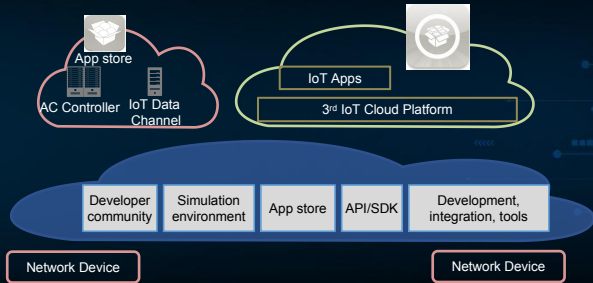 App store
AC Controller
IoT Data
Channel
IoT Apps
3rd IoT Cloud Platform
Developer
community
Simulation
environment
App store
API/SDK
Development,
integration, tools
Network Device
Network Device